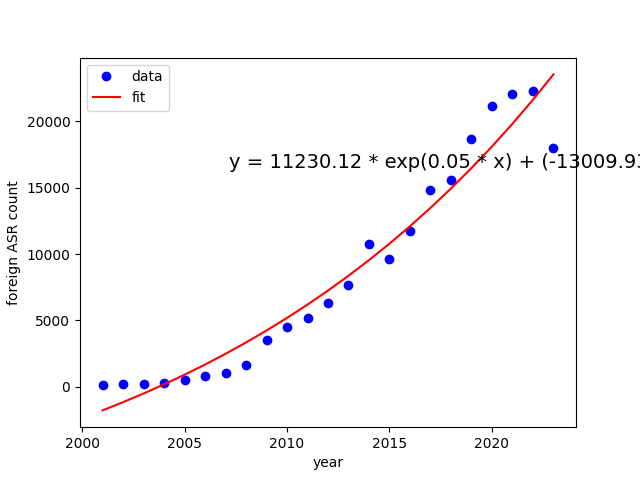 data
fit
y = 11230.12 * exp(0.05 * x) + (-13009.93
20000
15000
10000
5000
0
foreign ASR count
2000
2005
2010
2015
2020
year